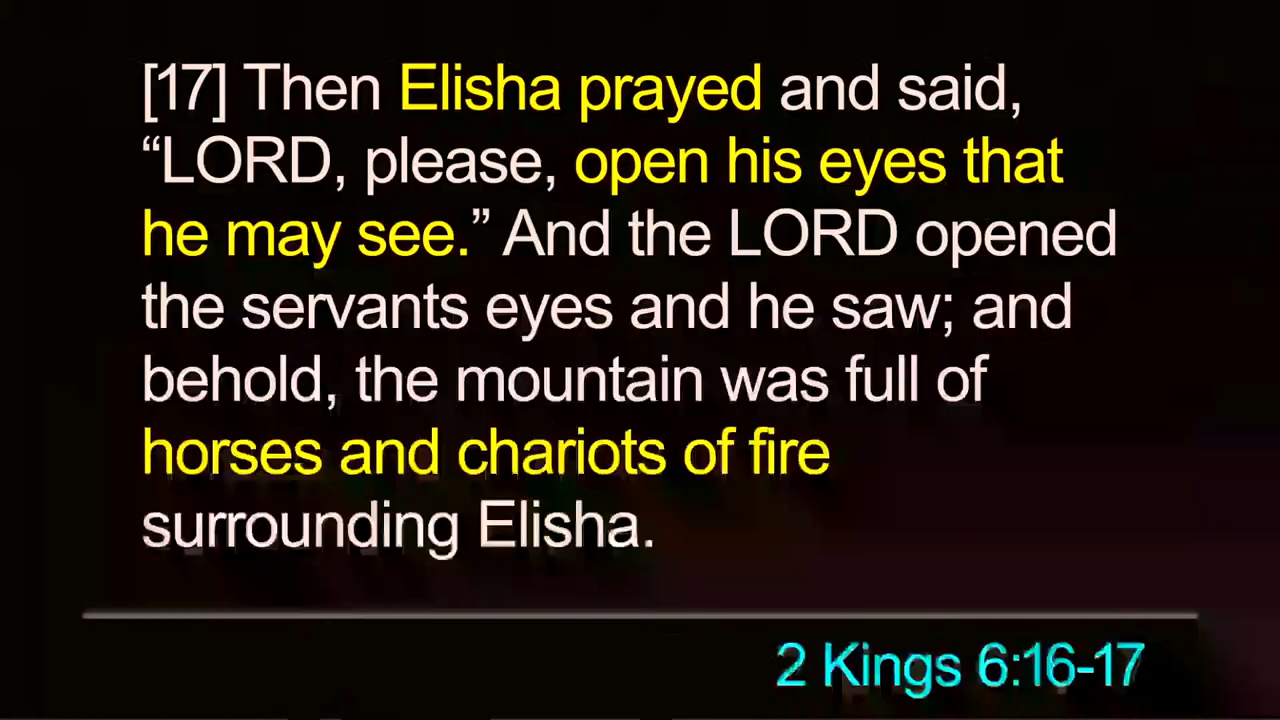 [17] Then Elisha prayed and said,
“LORD, please, open his eyes that
he may see.” And the LORD opened
the servants eyes and he saw; and
behold, the mountain was full of
horses and chariots of fire
surrounding Elisha.
2 Kings 6:16-17